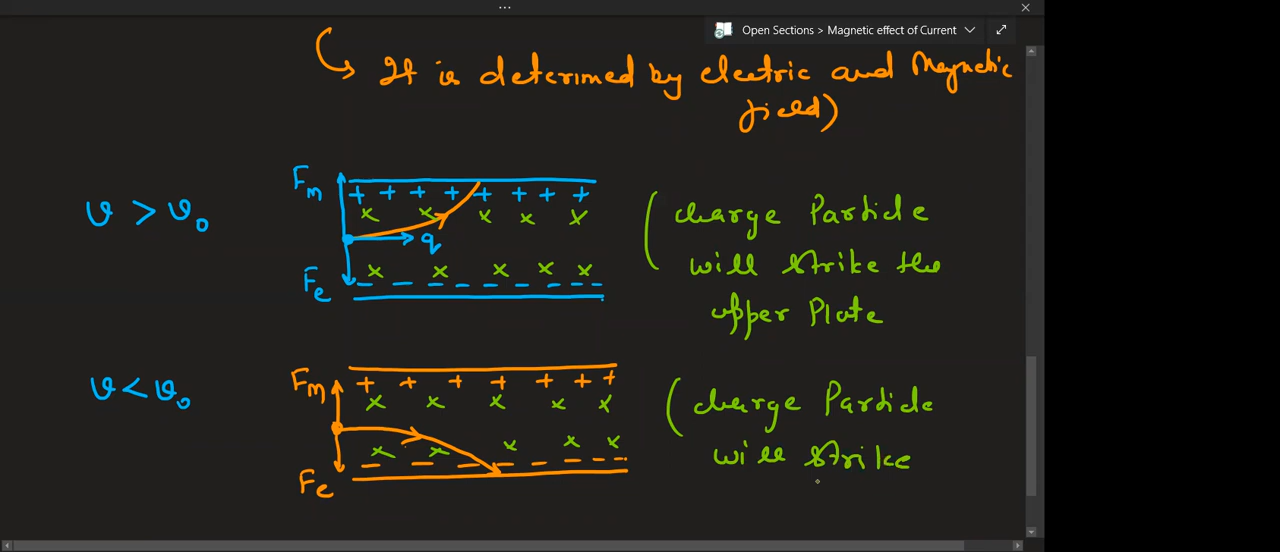 Open Sections > Magnetic effect of Current
It is determined by electric and Magnetic
field)
v > v₀
Fm
+ + + + + + + +
x x x x x
q
x x x x x
Fe
- - - - - - - - -
(charge Particle
will strike the
upper Plate
v < v₀
Fm
+ + + + + + +
x x x x x
x x x x x
Fe
- - - - - - - -
(charge Particle
will strike